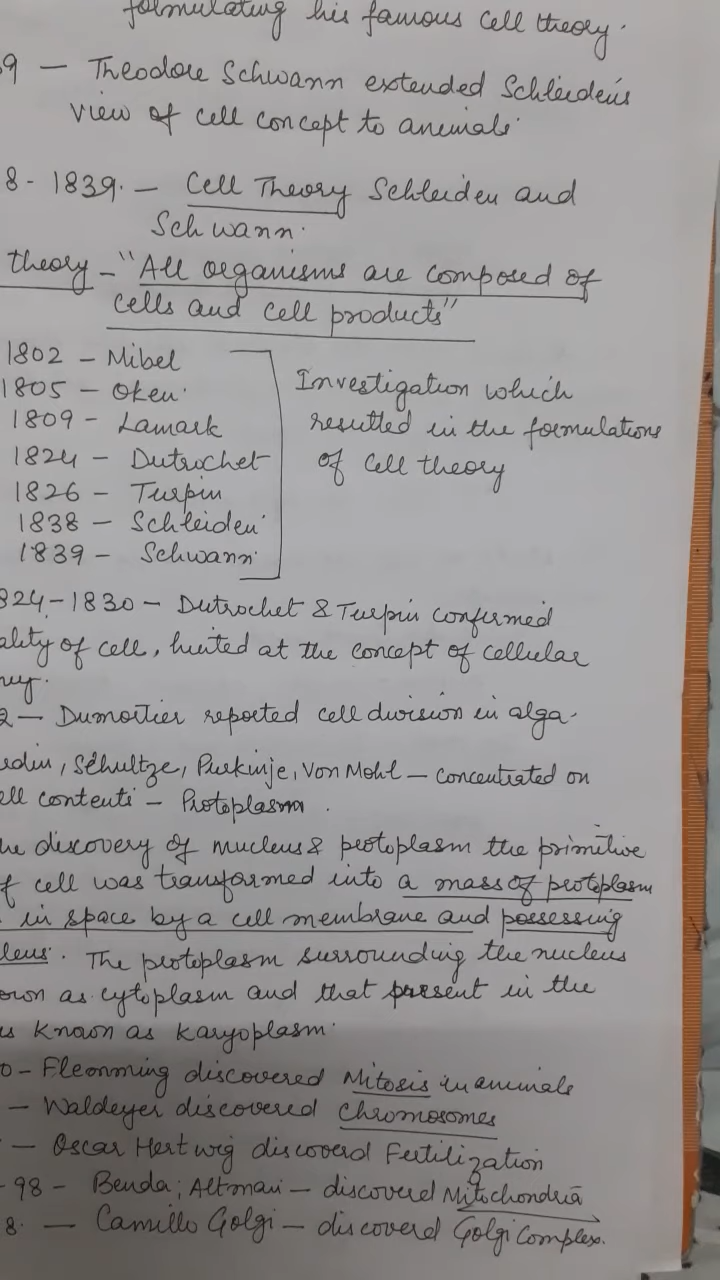 formulating his famous cell theory.
9 — Theodore Schwann extended Schleiden's
view of cell concept to animals
8 - 1839. — Cell Theory Schleiden and
Schwann.
theory - "All organisms are composed of
cells and cell products"
1802 - Mibel
1805 - Oken
1809 - Lamark
1824 - Dutrochet
1826 - Turpin
1838 - Schleiden
1839 - Schwann
Investigation which
resulted in the formulations
of cell theory
824-1830 - Dutrochet & Turpin confirmed
ality of cell, hinted at the concept of cellular
2 — Dumortier reported cell division in alga.
Schultze, Purkinje, Von Mohl - concentrated on
ell contents - Protoplasm.
he discovery of nucleus & protoplasm the primitive
f cell was transformed into a mass of protoplasm
in space by a cell membrane and possessing
leus. The protoplasm surrounding the nucleus
own as cytoplasm and that present in the
is known as karyoplasm.
0 - Flemming discovered Mitosis in animals
- Waldeyer discovered Chromosomes
- Oscar Hertwig discoverd Fertilization
- 98 - Benda; Altman - discoverd Mitochondria
8. - Camillo Golgi - discoverd Golgi Complex.